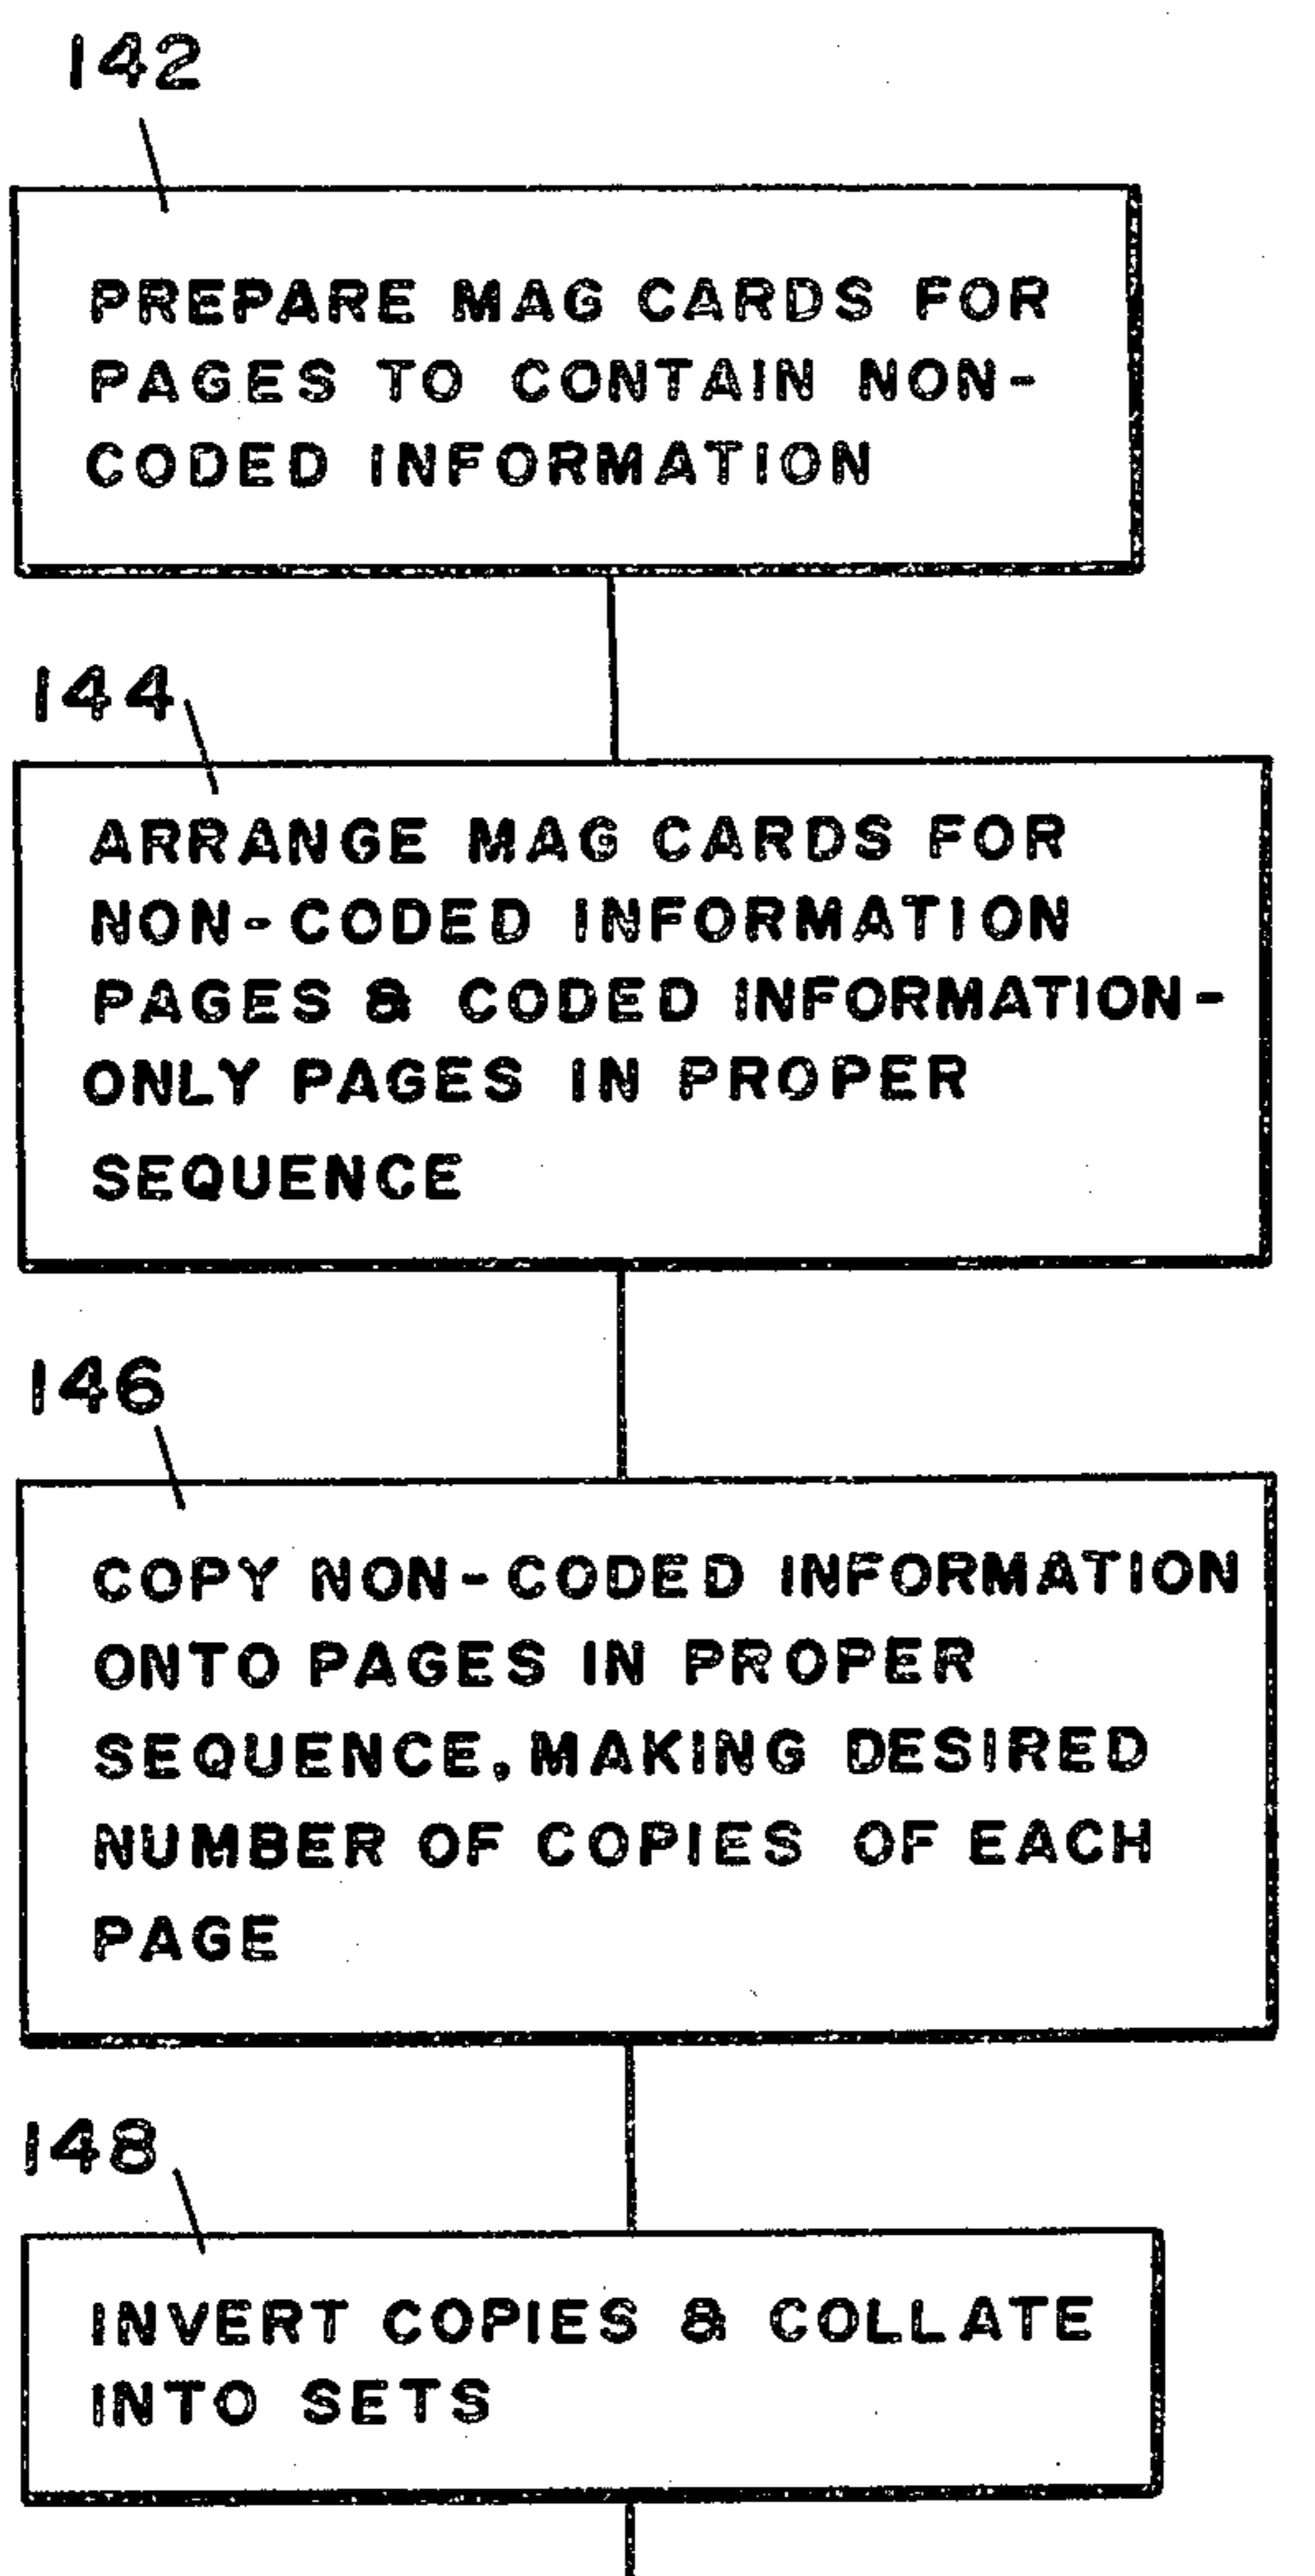 142
PREPARE MAG CARDS FOR
PAGES TO CONTAIN NON-
CODED INFORMATION
144
ARRANGE MAG CARDS FOR
NON-CODED INFORMATION
PAGES & CODED INFORMATION-
ONLY PAGES IN PROPER
SEQUENCE
146
COPY NON-CODED INFORMATION
ONTO PAGES IN PROPER
SEQUENCE, MAKING DESIRED
NUMBER OF COPIES OF EACH
PAGE
148
INVERT COPIES & COLLATE
INTO SETS